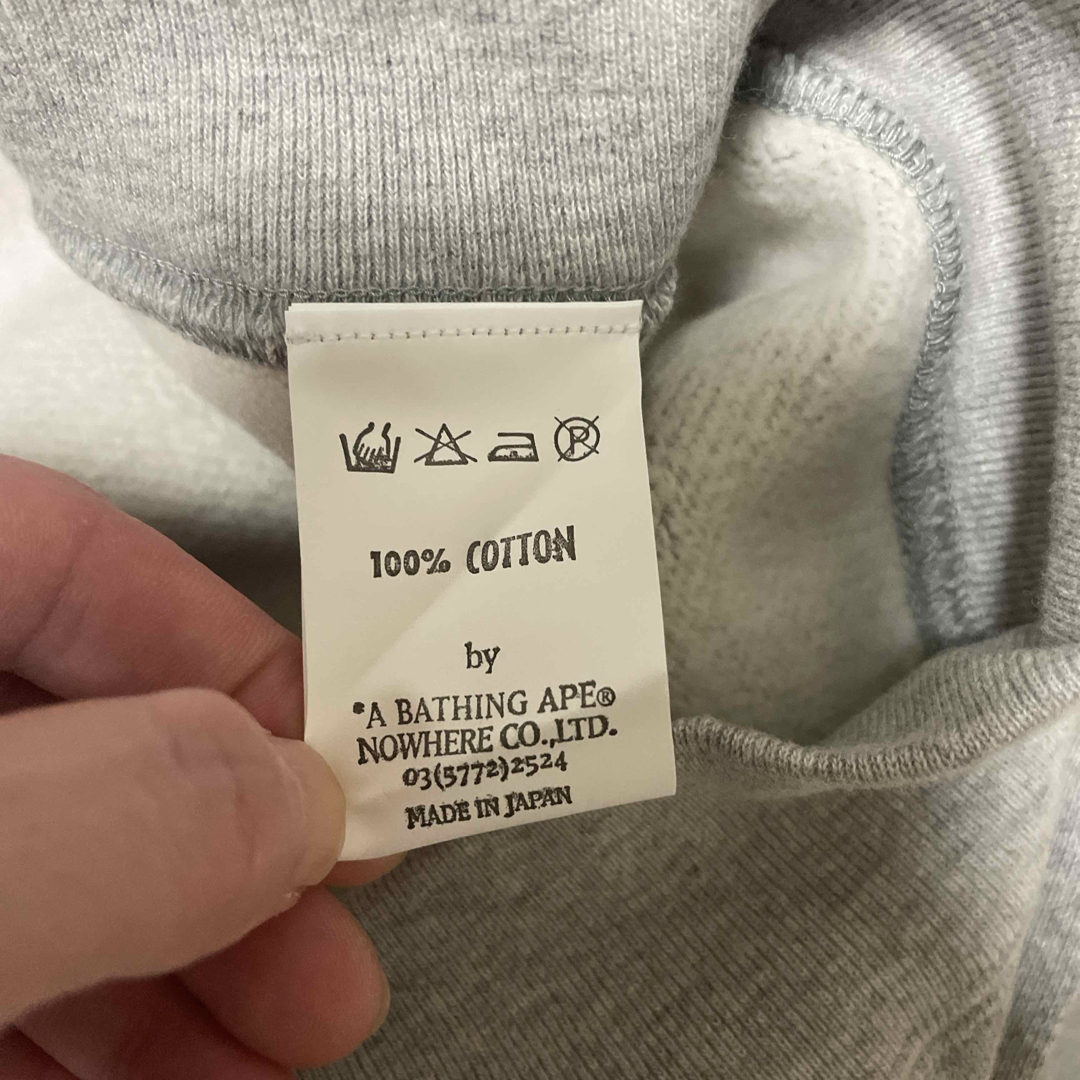 P
100% COTTON
by
*A BATHING APE®
NOWHERE CO.,LTD.
03(5772)2524
MADE IN JAPAN